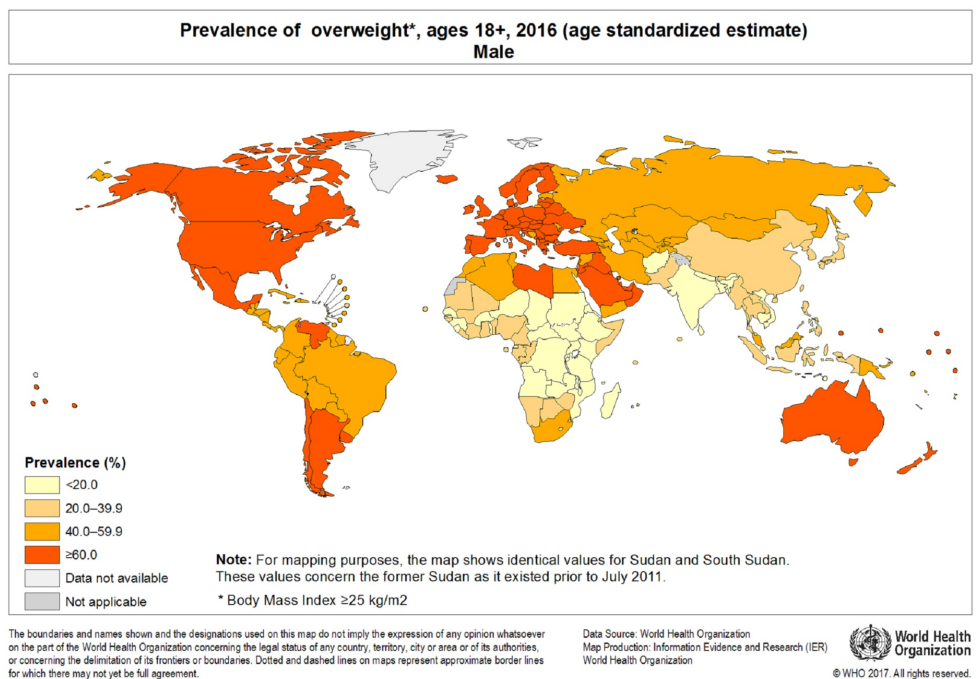 Prevalence of overweight*, ages 18+, 2016 (age standardized estimate)
Male
Prevalence (%)
<20.0
20.0–39.9
40.0–59.9
≥60.0
Data not available
Not applicable
Note: For mapping purposes, the map shows identical values for Sudan and South Sudan.
These values concern the former Sudan as it existed prior to July 2011.
* Body Mass Index ≥25 kg/m2
The boundaries and names shown and the designations used on this map do not imply the expression of any opinion whatsoever
on the part of the World Health Organization concerning the legal status of any country, territory, city or area or of its authorities,
or concerning the delimitation of its frontiers or boundaries. Dotted and dashed lines on maps represent approximate border lines
for which there may not yet be full agreement.
Data Source: World Health Organization
Map Production: Information Evidence and Research (IER)
World Health Organization
World Health
Organization
© WHO 2017. All rights reserved.